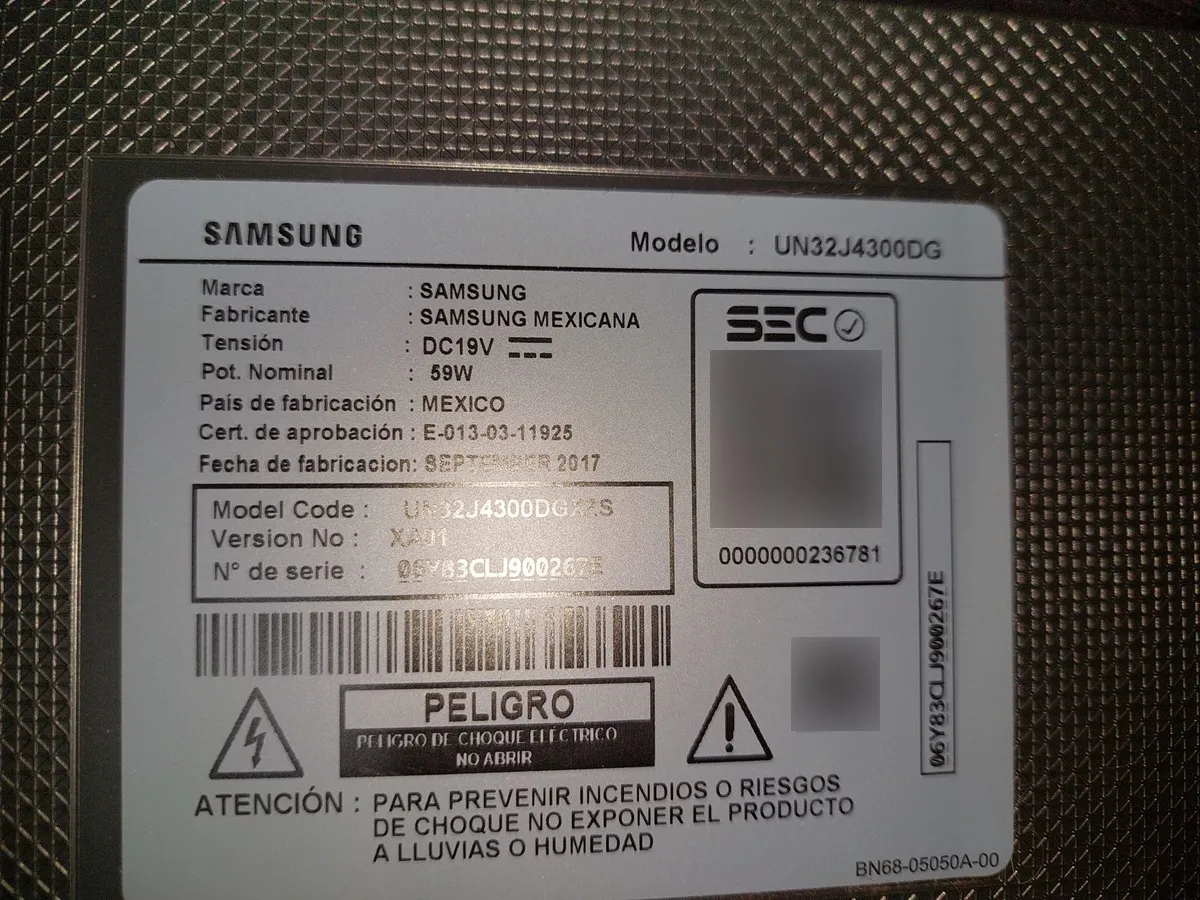 SAMSUNG
Modelo : UN32J4300DG
Marca : SAMSUNG
Fabricante : SAMSUNG MEXICANA
Tensión : DC19V
Pot. Nominal : 59W
País de fabricación : MEXICO
Cert. de aprobación : E-013-03-11925
Fecha de fabricacion: SEPTEMBER 2017
Model Code : UN32J4300DGXZS
Version No : XA01
N° de serie : 06Y83CLJ900267E
SEC
0000000236781
06Y83CLJ900267E
PELIGRO
PELIGRO DE CHOQUE ELÉCTRICO
NO ABRIR
ATENCIÓN : PARA PREVENIR INCENDIOS O RIESGOS
DE CHOQUE NO EXPONER EL PRODUCTO
A LLUVIAS O HUMEDAD
BN68-05050A-00